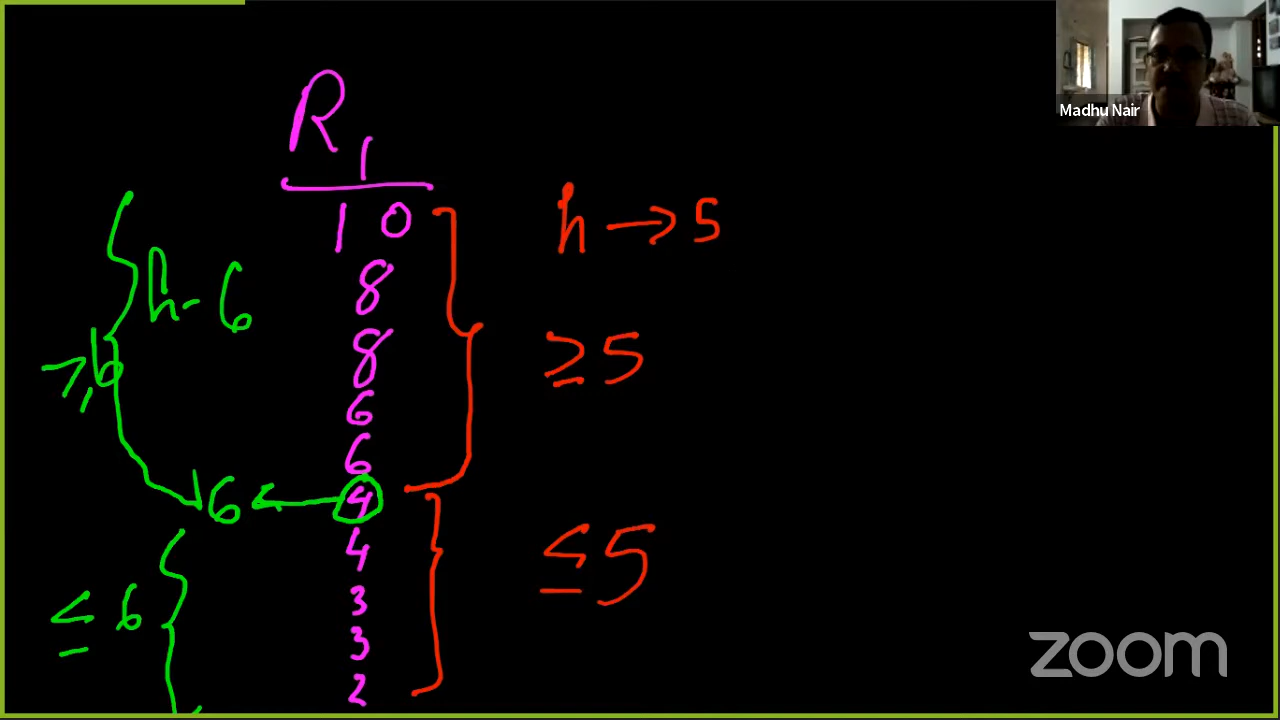 Madhu Nair
R1
10
h → 5
8
h - 6
8
≥ 5
≥ 6
6
6
6 ← 4
4
≤ 5
3
≤ 6
3
2
zoom